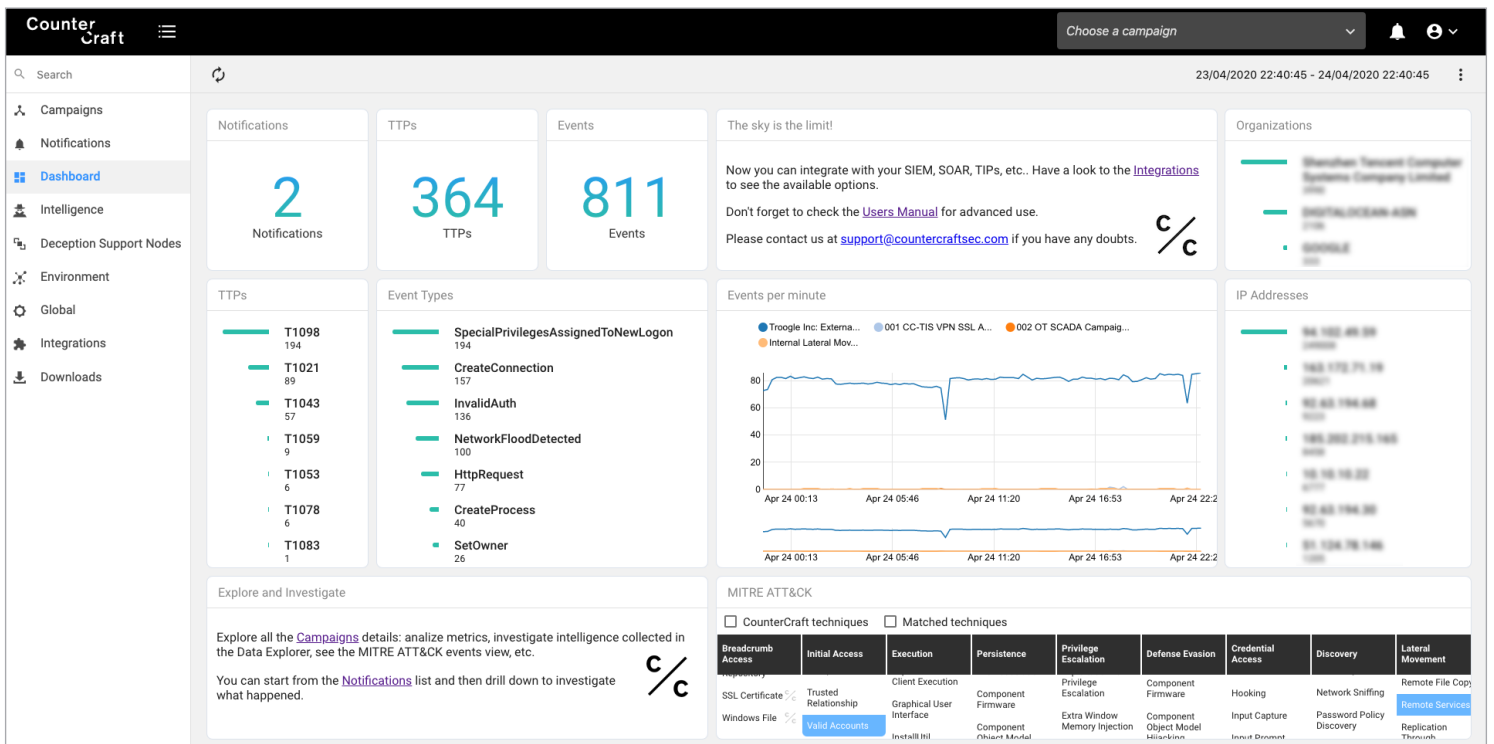 Counter
Craft
Choose a campaign
Search
23/04/2020 22:40:45 - 24/04/2020 22:40:45
Campaigns
Notifications
Dashboard
Intelligence
Deception Support Nodes
Environment
Global
Integrations
Downloads
Notifications
2
Notifications
TTPs
364
TTPs
Events
811
Events
The sky is the limit!
Now you can integrate with your SIEM, SOAR, TIPs, etc.. Have a look to the Integrations
to see the available options.
Don't forget to check the Users Manual for advanced use.
Please contact us at support@countercraftsec.com if you have any doubts.
C/C
Organizations
TTPs
T1098
194
T1021
89
T1043
57
T1059
9
T1053
6
T1078
6
T1083
1
Event Types
SpecialPrivilegesAssignedToNewLogon
194
CreateConnection
157
InvalidAuth
136
NetworkFloodDetected
100
HttpRequest
77
CreateProcess
40
SetOwner
26
Events per minute
Troogle Inc: Externa... 001 CC-TIS VPN SSL A... 002 OT SCADA Campaig...
Internal Lateral Mov...
80
60
40
20
0
Apr 24 00:13 Apr 24 05:46 Apr 24 11:20 Apr 24 16:53 Apr 24 22:2
Apr 24 00:13 Apr 24 05:46 Apr 24 11:20 Apr 24 16:53 Apr 24 22:2
IP Addresses
Explore and Investigate
Explore all the Campaigns details: analize metrics, investigate intelligence collected in
the Data Explorer, see the MITRE ATT&CK events view, etc.
You can start from the Notifications list and then drill down to investigate
what happened.
C/C
MITRE ATT&CK
CounterCraft techniques Matched techniques
Breadcrumb
Access
SSL Certificate
Windows File
Initial Access
Trusted
Relationship
Valid Accounts
Execution
Client Execution
Graphical User
Interface
InstallUtil
Persistence
Component
Firmware
Component
Object Model
Privilege
Escalation
Privilege
Escalation
Extra Window
Memory Injection
Defense Evasion
Component
Firmware
Component
Object Model
Hijacking
Credential
Access
Hooking
Input Capture
Input Prompt
Discovery
Network Sniffing
Password Policy
Discovery
Lateral
Movement
Remote File Copy
Remote Services
Replication
Through